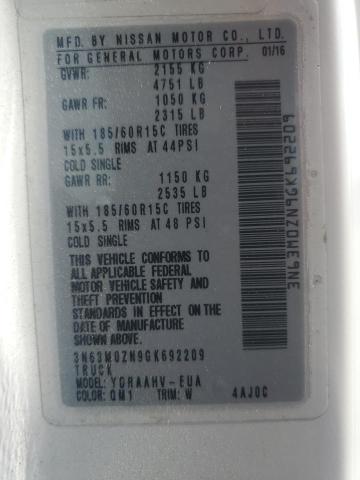 MFD. BY NISSAN MOTOR CO., LTD.
FOR GENERAL MOTORS CORP. 01/16
GVWR: 2155 KG
4751 LB
GAWR FR: 1050 KG
2315 LB
WITH 185/60R15C TIRES
15x5.5 RIMS AT 44PSI
COLD SINGLE
GAWR RR: 1150 KG
2535 LB
WITH 185/60R15C TIRES
15x5.5 RIMS AT 48 PSI
COLD SINGLE
THIS VEHICLE CONFORMS TO
ALL APPLICABLE FEDERAL
MOTOR VEHICLE SAFETY AND
THEFT PREVENTION
STANDARDS IN EFFECT ON THE
DATE OF MANUFACTURE
SHOWN ABOVE.
3N63M0ZN9GK692209
TRUCK
MODEL: YGRAAHV-EUA
COLOR: QM1 TRIM: W 4AJ0C
3N63M0ZN9GK692209